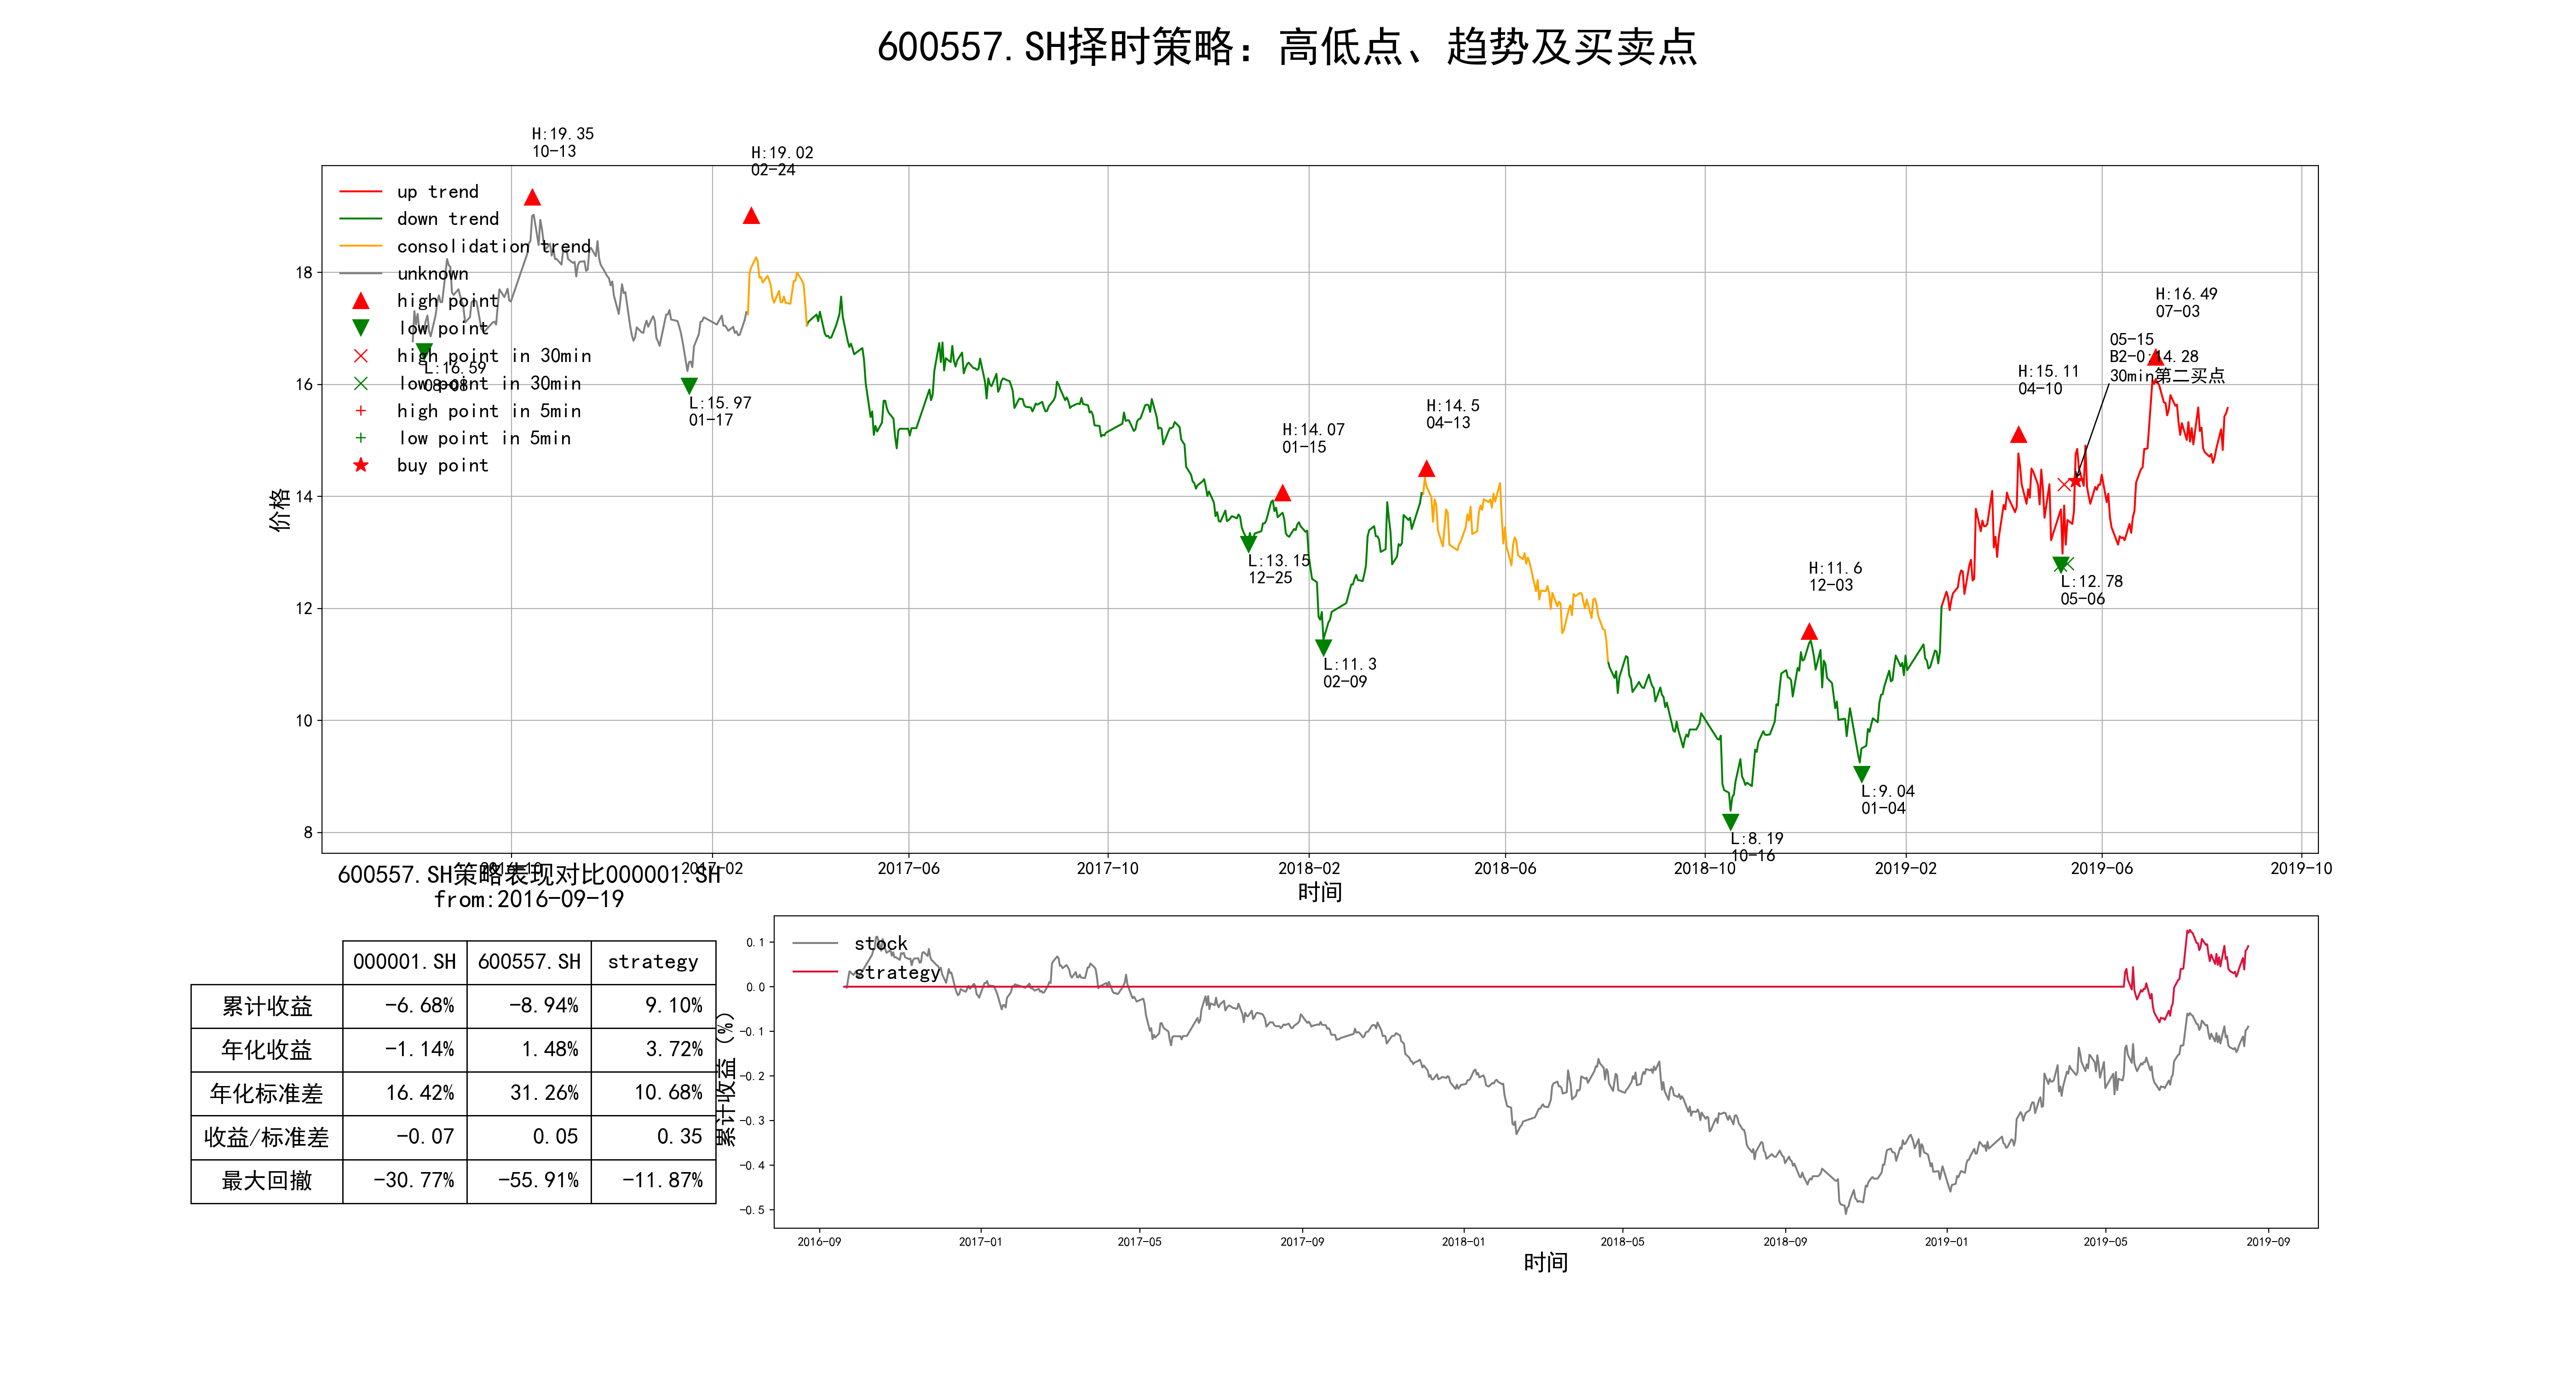 600557.SH择时策略：高低点、趋势及买卖点
H:19.35
10-13
H:19.02
02-24
up trend
down trend
consolidation trend
unknown
high point
low point
high point in 30min
low point in 30min
high point in 5min
low point in 5min
buy point
L:16.59
08-08
L:15.97
01-17
L:13.15
12-25
H:14.07
01-15
L:11.3
02-09
H:14.5
04-13
L:8.19
10-16
H:11.6
12-03
L:9.04
01-04
H:15.11
04-10
L:12.78
05-06
05-15
B2-0:14.28
30min第二买点
H:16.49
07-03
价格
18
16
14
12
10
8
2016-10
2017-02
2017-06
2017-10
2018-02
2018-06
2018-10
2019-02
2019-06
2019-10
时间
600557.SH策略表现对比000001.SH
from:2016-09-19
000001.SH 600557.SH strategy
累计收益 -6.68% -8.94% 9.10%
年化收益 -1.14% 1.48% 3.72%
年化标准差 16.42% 31.26% 10.68%
收益/标准差 -0.07 0.05 0.35
最大回撤 -30.77% -55.91% -11.87%
stock
strategy
累计收益（%）
0.1
0.0
-0.1
-0.2
-0.3
-0.4
-0.5
2016-09
2017-01
2017-05
2017-09
2018-01
2018-05
2018-09
2019-01
2019-05
2019-09
时间